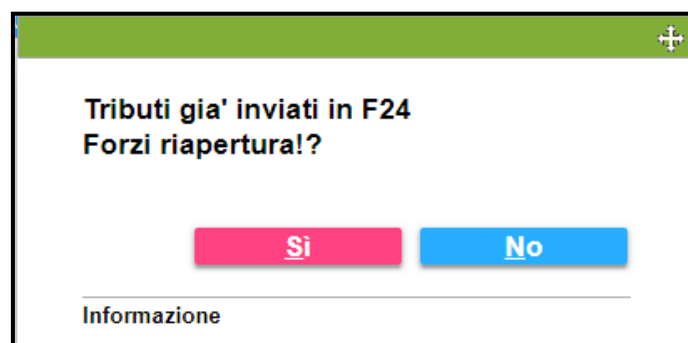 Tributi gia' inviati in F24
Forzi riapertura!?
Sì No
Informazione